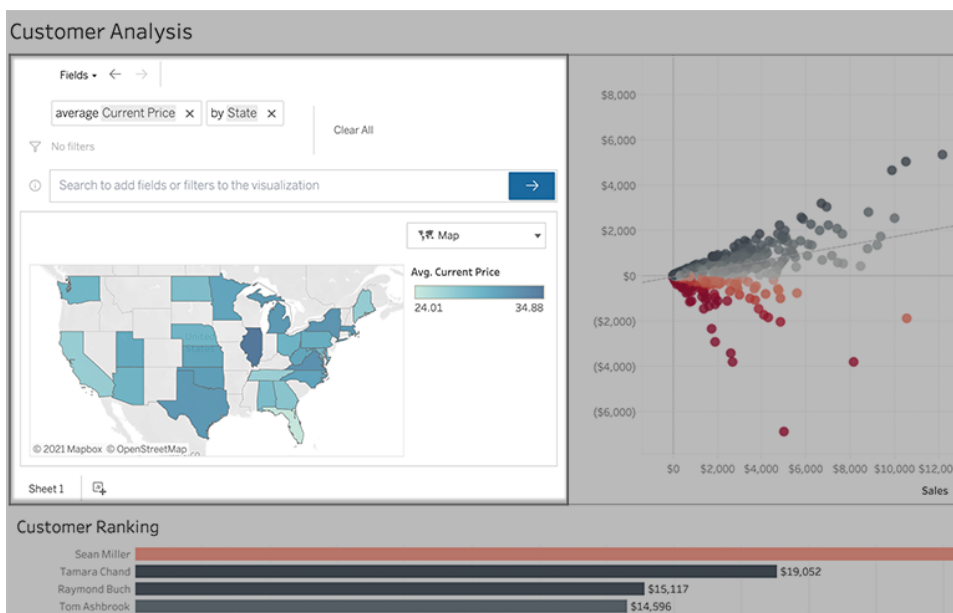 Customer Analysis
Fields
average Current Price × by State ×
Clear All
No filters
Search to add fields or filters to the visualization
Map
Avg. Current Price
24.01 34.88
United
States
© 2021 Mapbox © OpenStreetMap
Sheet 1
$8,000
$6,000
$4,000
$2,000
$0
($2,000)
($4,000)
($6,000)
$0 $2,000 $4,000 $6,000 $8,000 $10,000 $12,00
Sales
Customer Ranking
Sean Miller
Tamara Chand $19,052
Raymond Buch $15,117
Tom Ashbrook $14,596